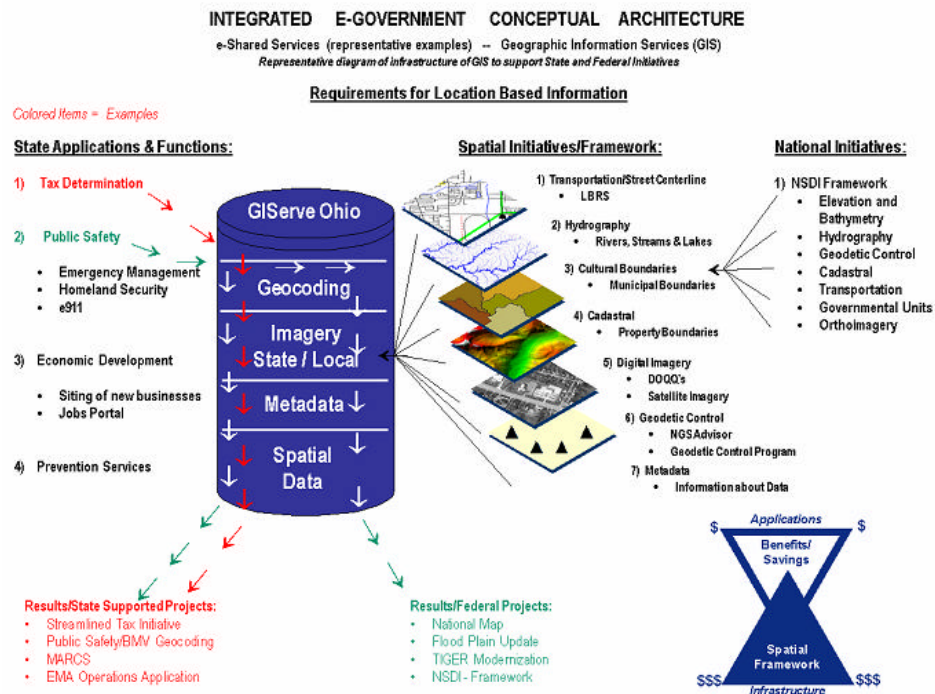 INTEGRATED E-GOVERNMENT CONCEPTUAL ARCHITECTURE
e-Shared Services (representative examples) -- Geographic Information Services (GIS)
Representative diagram of infrastructure of GIS to support State and Federal Initiatives
Requirements for Location Based Information
Colored Items = Examples
State Applications & Functions:
1) Tax Determination
2) Public Safety
• Emergency Management
• Homeland Security
• e911
3) Economic Development
• Siting of new businesses
• Jobs Portal
4) Prevention Services
GIServe Ohio
Geocoding
Imagery
State / Local
Metadata
Spatial
Data
Spatial Initiatives/Framework:
1) Transportation/Street Centerline
• LBRS
2) Hydrography
• Rivers, Streams & Lakes
3) Cultural Boundaries
• Municipal Boundaries
4) Cadastral
• Property Boundaries
5) Digital Imagery
• DOQQ's
• Satellite Imagery
6) Geodetic Control
• NGS Advisor
• Geodetic Control Program
7) Metadata
• Information about Data
National Initiatives:
1) NSDI Framework
• Elevation and
Bathymetry
• Hydrography
• Geodetic Control
• Cadastral
• Transportation
• Governmental Units
• Orthoimagery
Results/State Supported Projects:
• Streamlined Tax Initiative
• Public Safety/BMV Geocoding
• MARCS
• EMA Operations Application
Results/Federal Projects:
• National Map
• Flood Plain Update
• TIGER Modernization
• NSDI - Framework
$ Applications $
Benefits/
Savings
Spatial
Framework
$$$ Infrastructure $$$